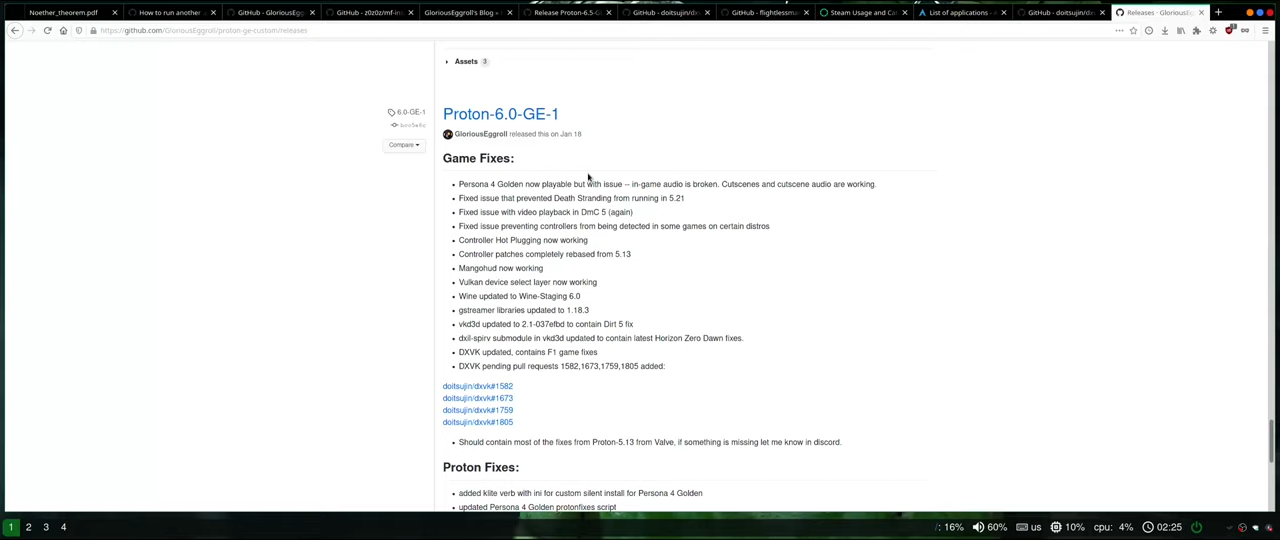 Noether_theorem.pdf
How to run another
GitHub - GloriousEgg
GitHub - z0z0z/mf-in
GloriousEggroll's Blog
Release Proton-6.5-G
GitHub - doitsujin/dx
GitHub - flightlessma
Steam Usage and Ca
List of applications - A
GitHub - doitsujin/dx
Releases · GloriousEg
https://github.com/GloriousEggroll/proton-ge-custom/releases
Assets 3
6.0-GE-1
Compare
Proton-6.0-GE-1
GloriousEggroll released this on Jan 18
Game Fixes:
• Persona 4 Golden now playable but with issue -- in-game audio is broken. Cutscenes and cutscene audio are working.
• Fixed issue that prevented Death Stranding from running in 5.21
• Fixed issue with video playback in DmC 5 (again)
• Fixed issue preventing controllers from being detected in some games on certain distros
• Controller Hot Plugging now working
• Controller patches completely rebased from 5.13
• Mangohud now working
• Vulkan device select layer now working
• Wine updated to Wine-Staging 6.0
• gstreamer libraries updated to 1.18.3
• vkd3d updated to 2.1-037efbd to contain Dirt 5 fix
• dxil-spirv submodule in vkd3d updated to contain latest Horizon Zero Dawn fixes.
• DXVK updated, contains F1 game fixes
• DXVK pending pull requests 1582,1673,1759,1805 added:
doitsujin/dxvk#1582
doitsujin/dxvk#1673
doitsujin/dxvk#1759
doitsujin/dxvk#1805
• Should contain most of the fixes from Proton-5.13 from Valve, if something is missing let me know in discord.
Proton Fixes:
• added klite verb with ini for custom silent install for Persona 4 Golden
• updated Persona 4 Golden protonfixes script
1 2 3 4
/: 16% 60% us 10% cpu: 4% 02:25